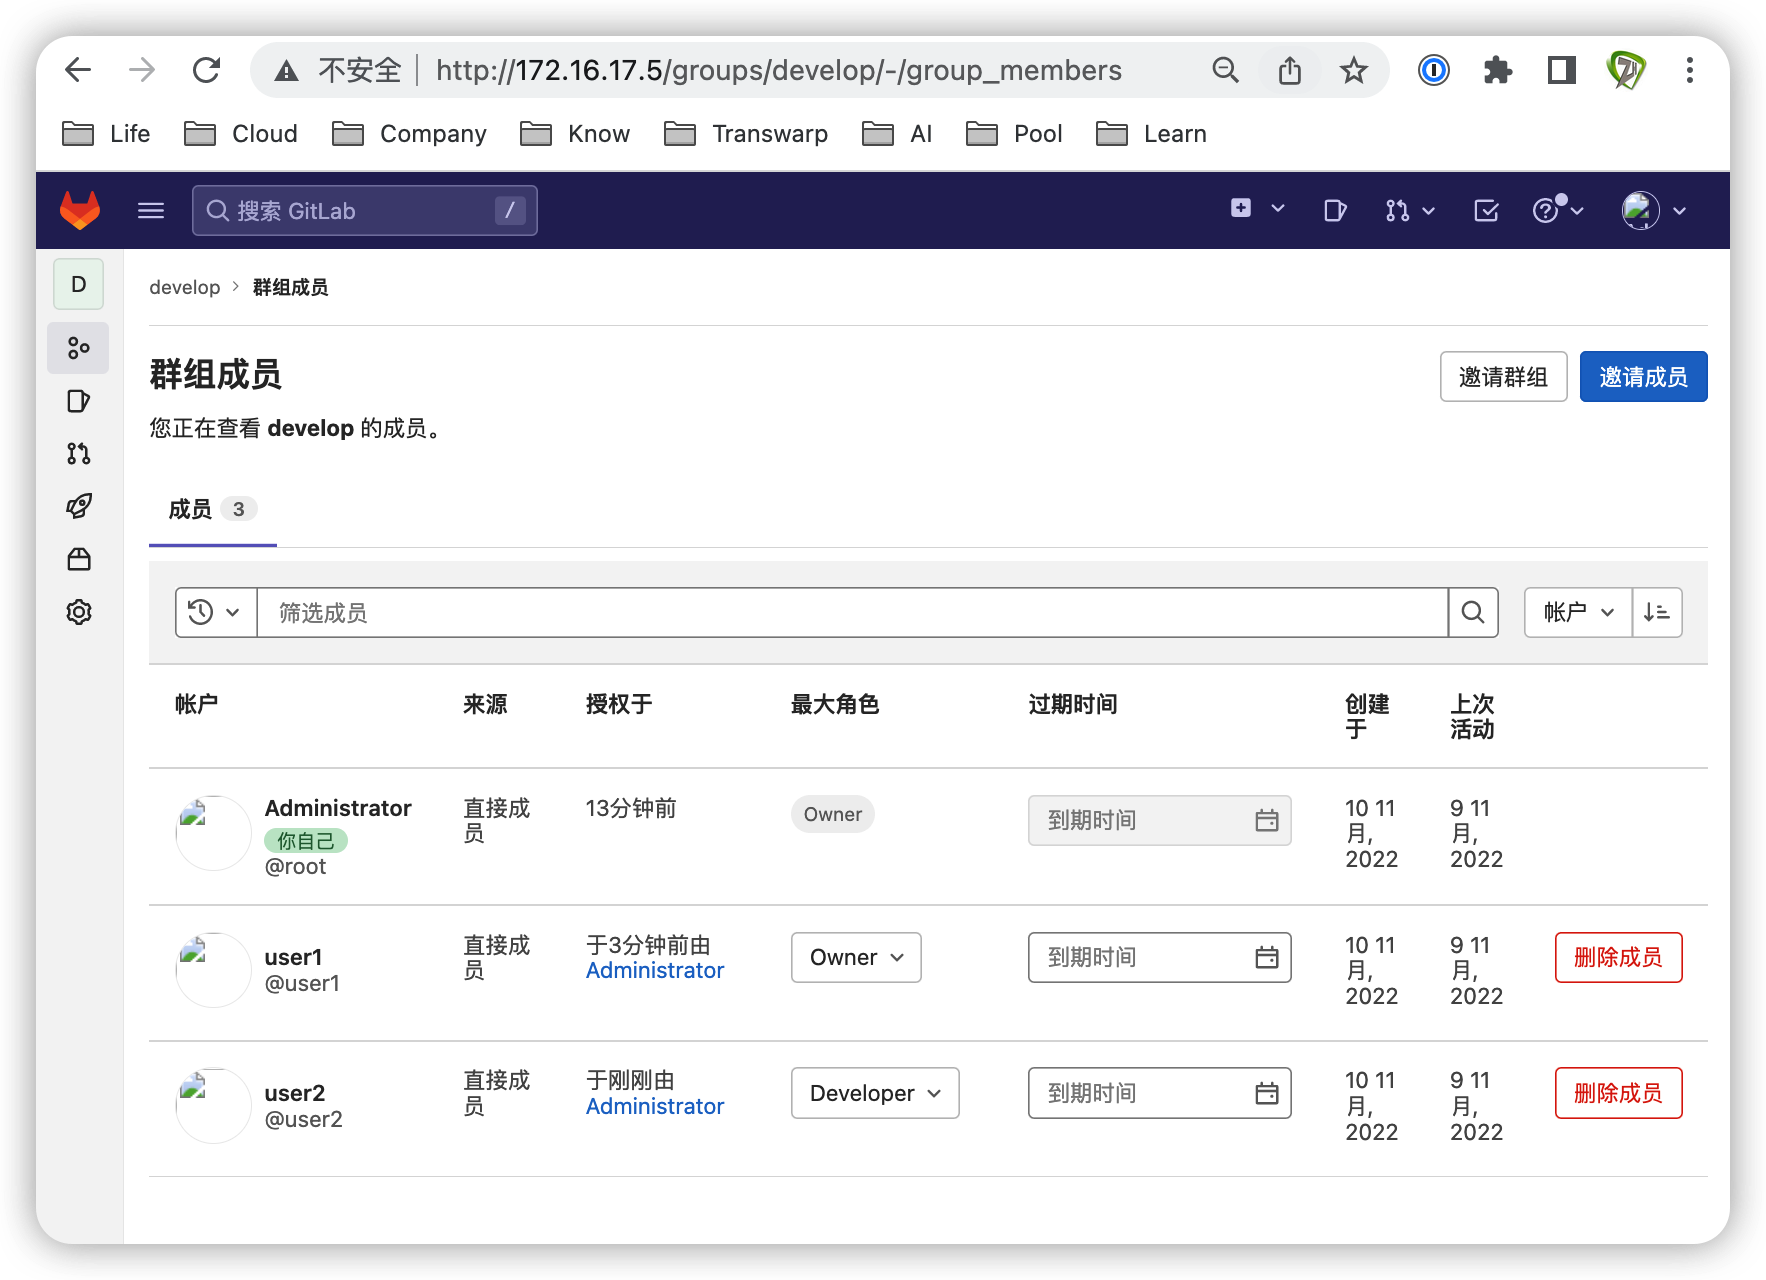 不安全 http://172.16.17.5/groups/develop/-/group_members
Life Cloud Company Know Transwarp AI Pool Learn
搜索 GitLab /
D
develop 群组成员
群组成员
邀请群组 邀请成员
您正在查看 develop 的成员。
成员 3
筛选成员 帐户
帐户 来源 授权于 最大角色 过期时间 创建于 上次活动
Administrator
你自己
@root
直接成员
13分钟前
Owner
到期时间
10 11月, 2022
9 11月, 2022
user1
@user1
直接成员
于3分钟前由
Administrator
Owner
到期时间
10 11月, 2022
9 11月, 2022
删除成员
user2
@user2
直接成员
于刚刚由
Administrator
Developer
到期时间
10 11月, 2022
9 11月, 2022
删除成员